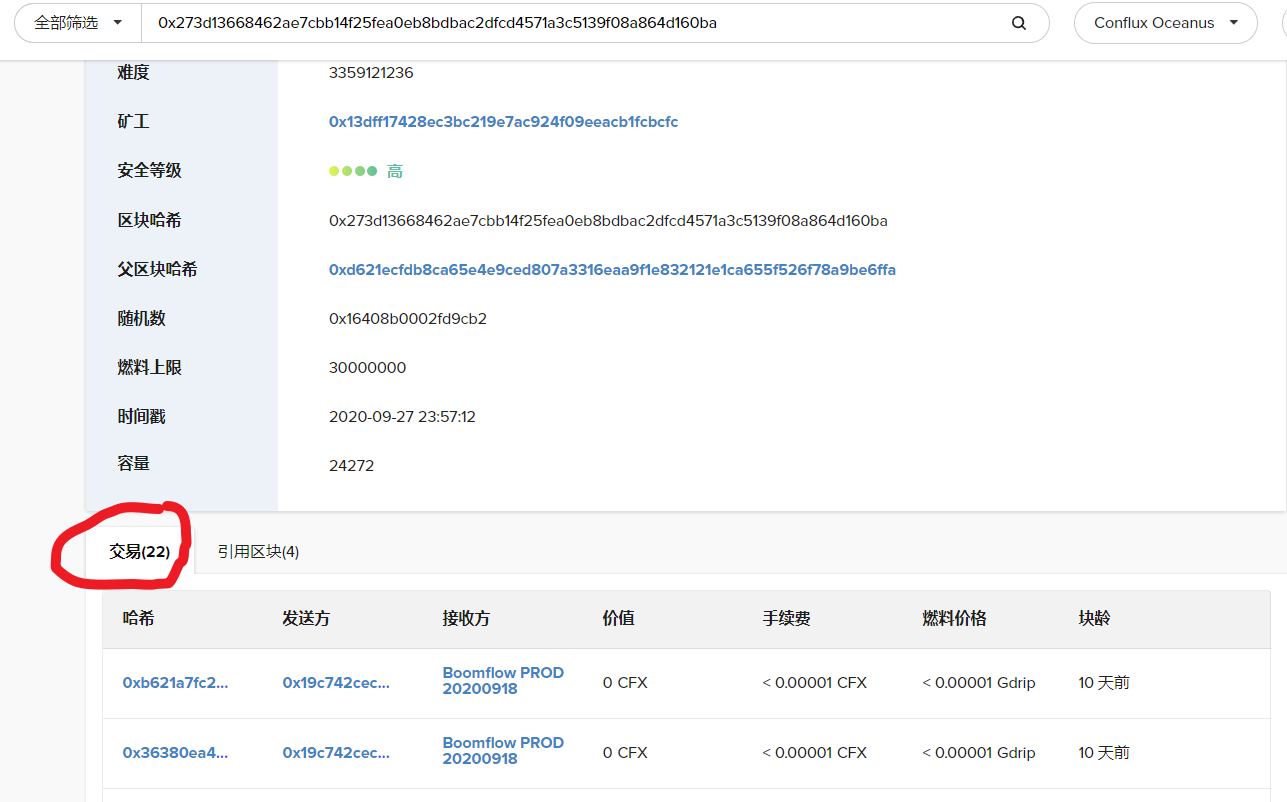 全部筛选 0x273d13668462ae7cbb14f25fea0eb8bdbac2dfcd4571a3c5139f08a864d160ba Conflux Oceanus
难度 3359121236
矿工 0x13dff17428ec3bc219e7ac924f09eeacb1fcbcfc
安全等级 高
区块哈希 0x273d13668462ae7cbb14f25fea0eb8bdbac2dfcd4571a3c5139f08a864d160ba
父区块哈希 0xd621ecfdb8ca65e4e9ced807a3316eaa9f1e832121e1ca655f526f78a9be6ffa
随机数 0x16408b0002fd9cb2
燃料上限 30000000
时间戳 2020-09-27 23:57:12
容量 24272
交易(22) 引用区块(4)
哈希 发送方 接收方 价值 手续费 燃料价格 块龄
0xb621a7fc2... 0x19c742cec... Boomflow PROD 20200918 0 CFX < 0.00001 CFX < 0.00001 Gdrip 10 天前
0x36380ea4... 0x19c742cec... Boomflow PROD 20200918 0 CFX < 0.00001 CFX < 0.00001 Gdrip 10 天前